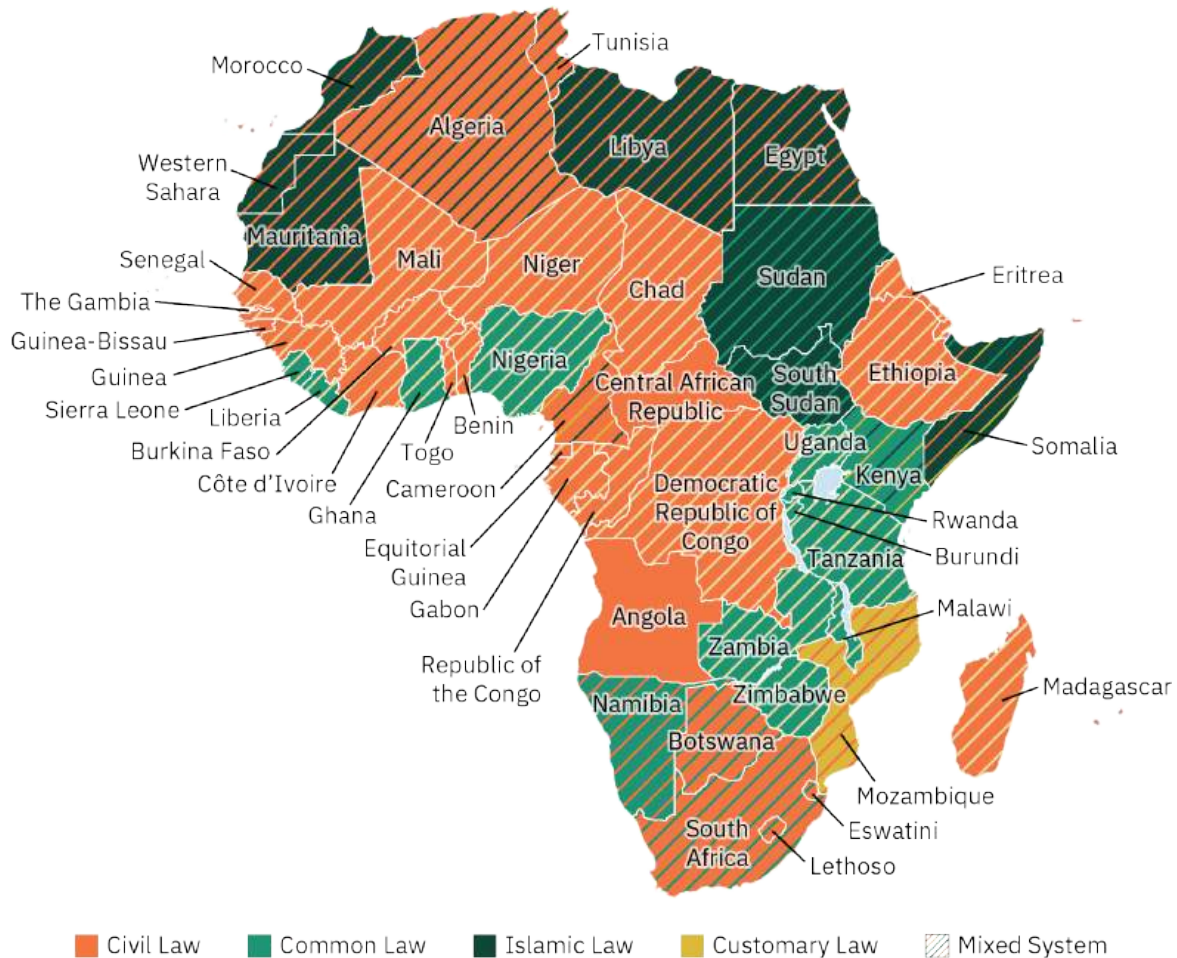 Tunisia
Morocco
Algeria
Libya
Egypt
Western
Sahara
Mauritania
Senegal
Mali
Niger
Chad
Sudan
Eritrea
The Gambia
Guinea-Bissau
Guinea
Sierra Leone
Liberia
Burkina Faso
Côte d'Ivoire
Ghana
Togo
Benin
Nigeria
Cameroon
Central African
Republic
South
Sudan
Ethiopia
Somalia
Uganda
Kenya
Equitorial
Guinea
Gabon
Republic of
the Congo
Democratic
Republic of
Congo
Rwanda
Burundi
Tanzania
Angola
Zambia
Malawi
Zimbabwe
Namibia
Botswana
Madagascar
Mozambique
Eswatini
South
Africa
Lethoso
Civil Law
Common Law
Islamic Law
Customary Law
Mixed System